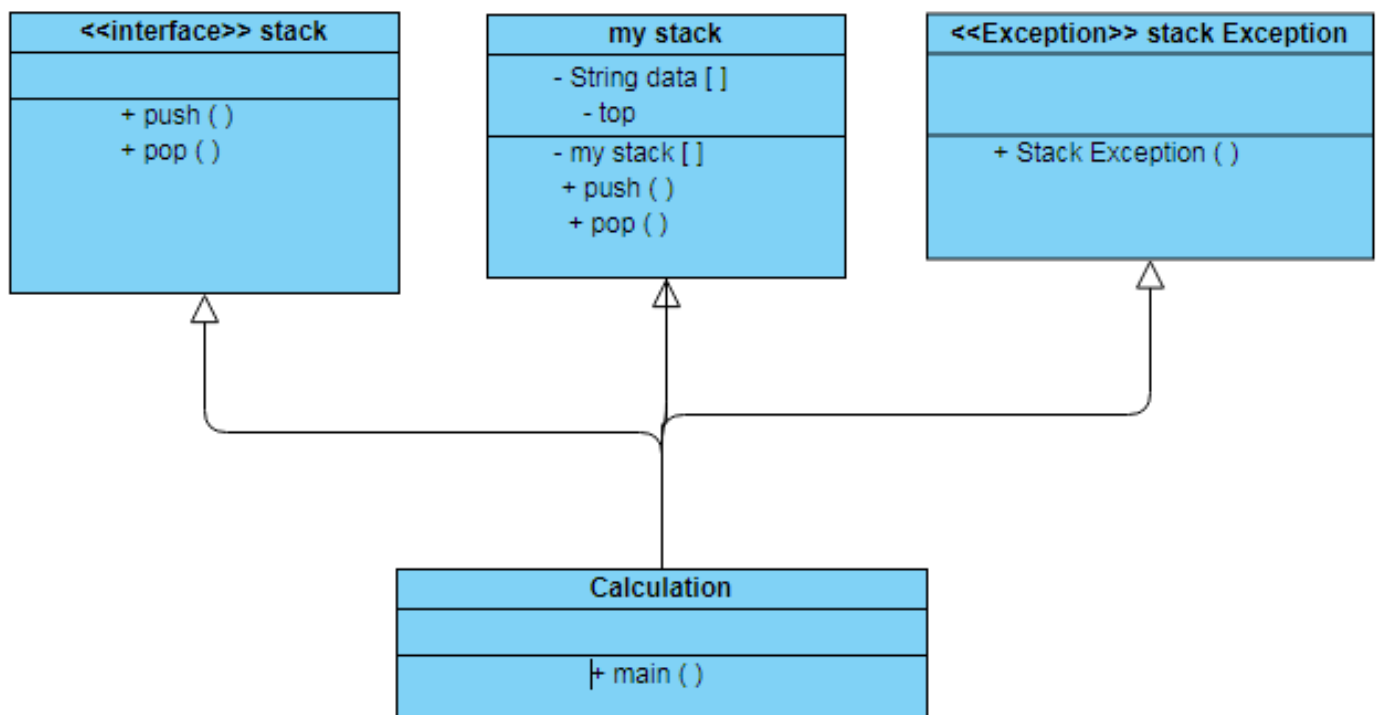 <<interface>> stack
+ push ( )
+ pop ( )
my stack
- String data [ ]
- top
- my stack [ ]
+ push ( )
+ pop ( )
<<Exception>> stack Exception
+ Stack Exception ( )
Calculation
+ main ( )